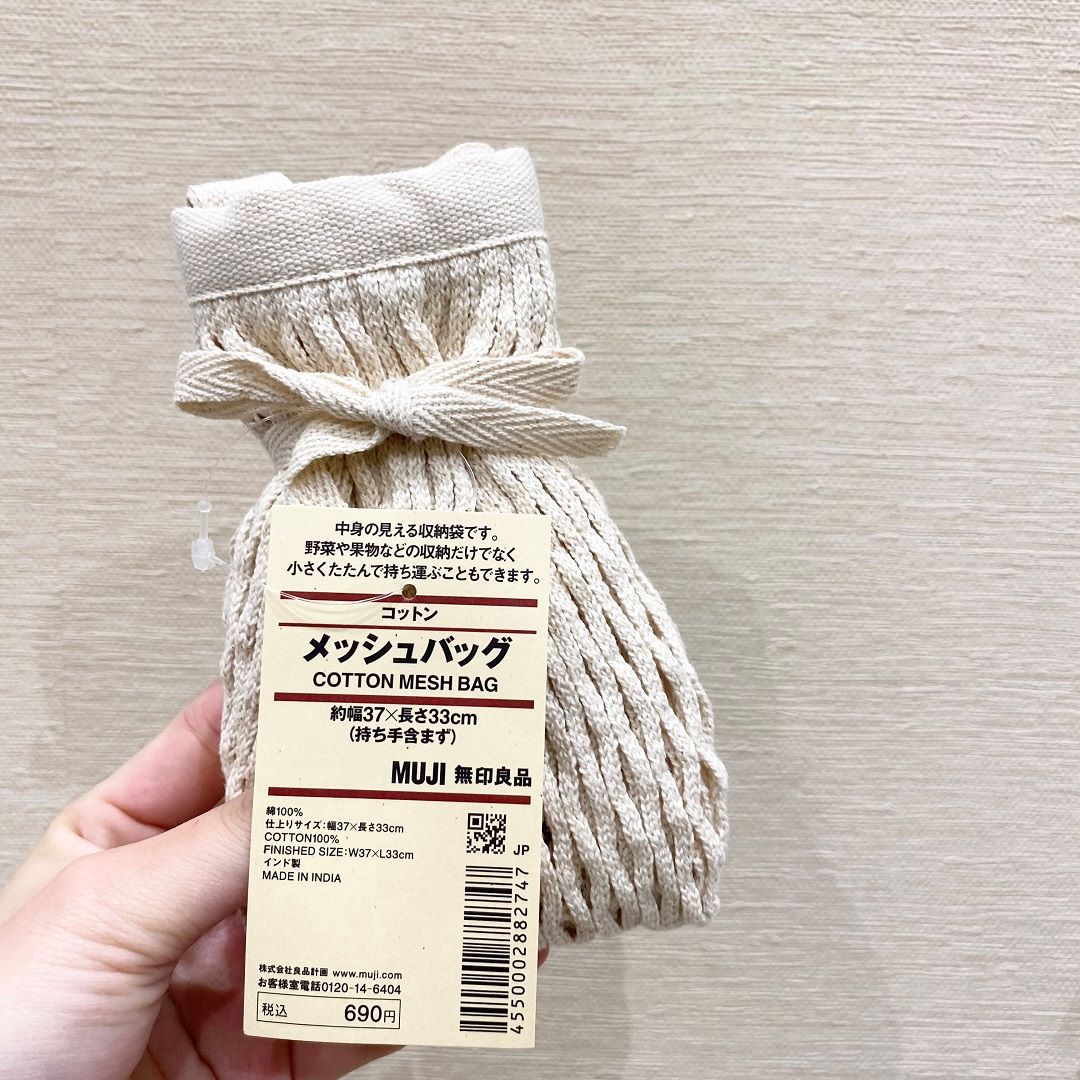 中身の見える収納袋です。
野菜や果物などの収納だけでなく
小さくたたんで持ち運ぶこともできます。
コットン
メッシュバッグ
COTTON MESH BAG
約幅37×長さ33cm
(持ち手含まず)
MUJI 無印良品
綿100%
仕上りサイズ:幅37×長さ33cm
COTTON100%
FINISHED SIZE:W37×L33cm
インド製
MADE IN INDIA
JP
4550002882747
株式会社良品計画 www.muji.com
お客様室電話0120-14-6404
税込 690円